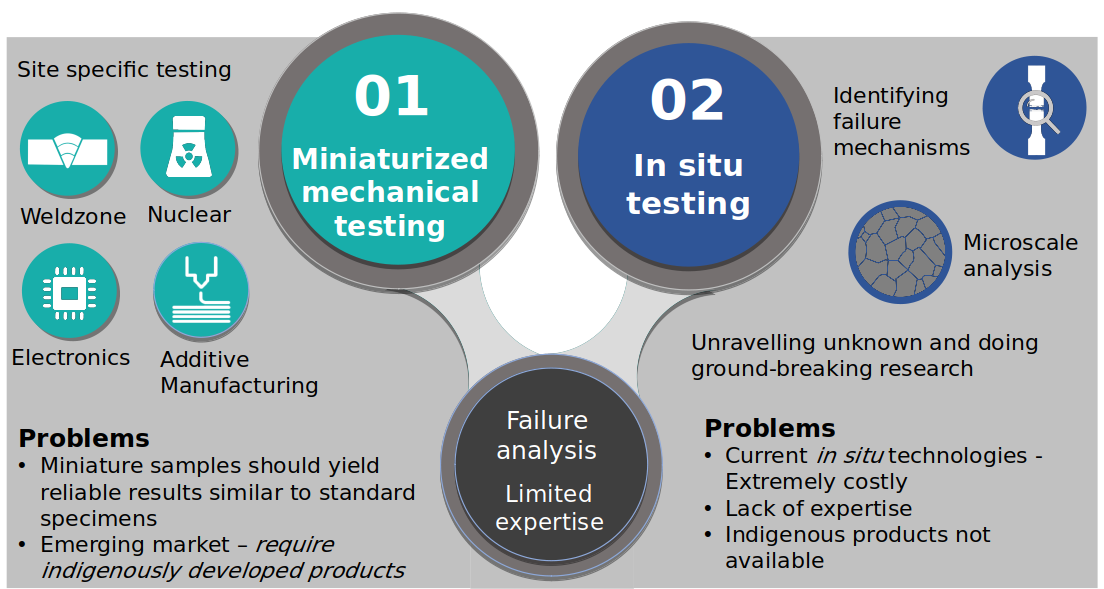 Site specific testing
Weldzone
Nuclear
Electronics
Additive
Manufacturing
Problems
• Miniature samples should yield
reliable results similar to standard
specimens
• Emerging market – require
indigenously developed products
01
Miniaturized
mechanical
testing
02
In situ
testing
Failure
analysis
Limited
expertise
Identifying
failure
mechanisms
Microscale
analysis
Unravelling unknown and doing
ground-breaking research
Problems
• Current in situ technologies -
Extremely costly
• Lack of expertise
• Indigenous products not
available